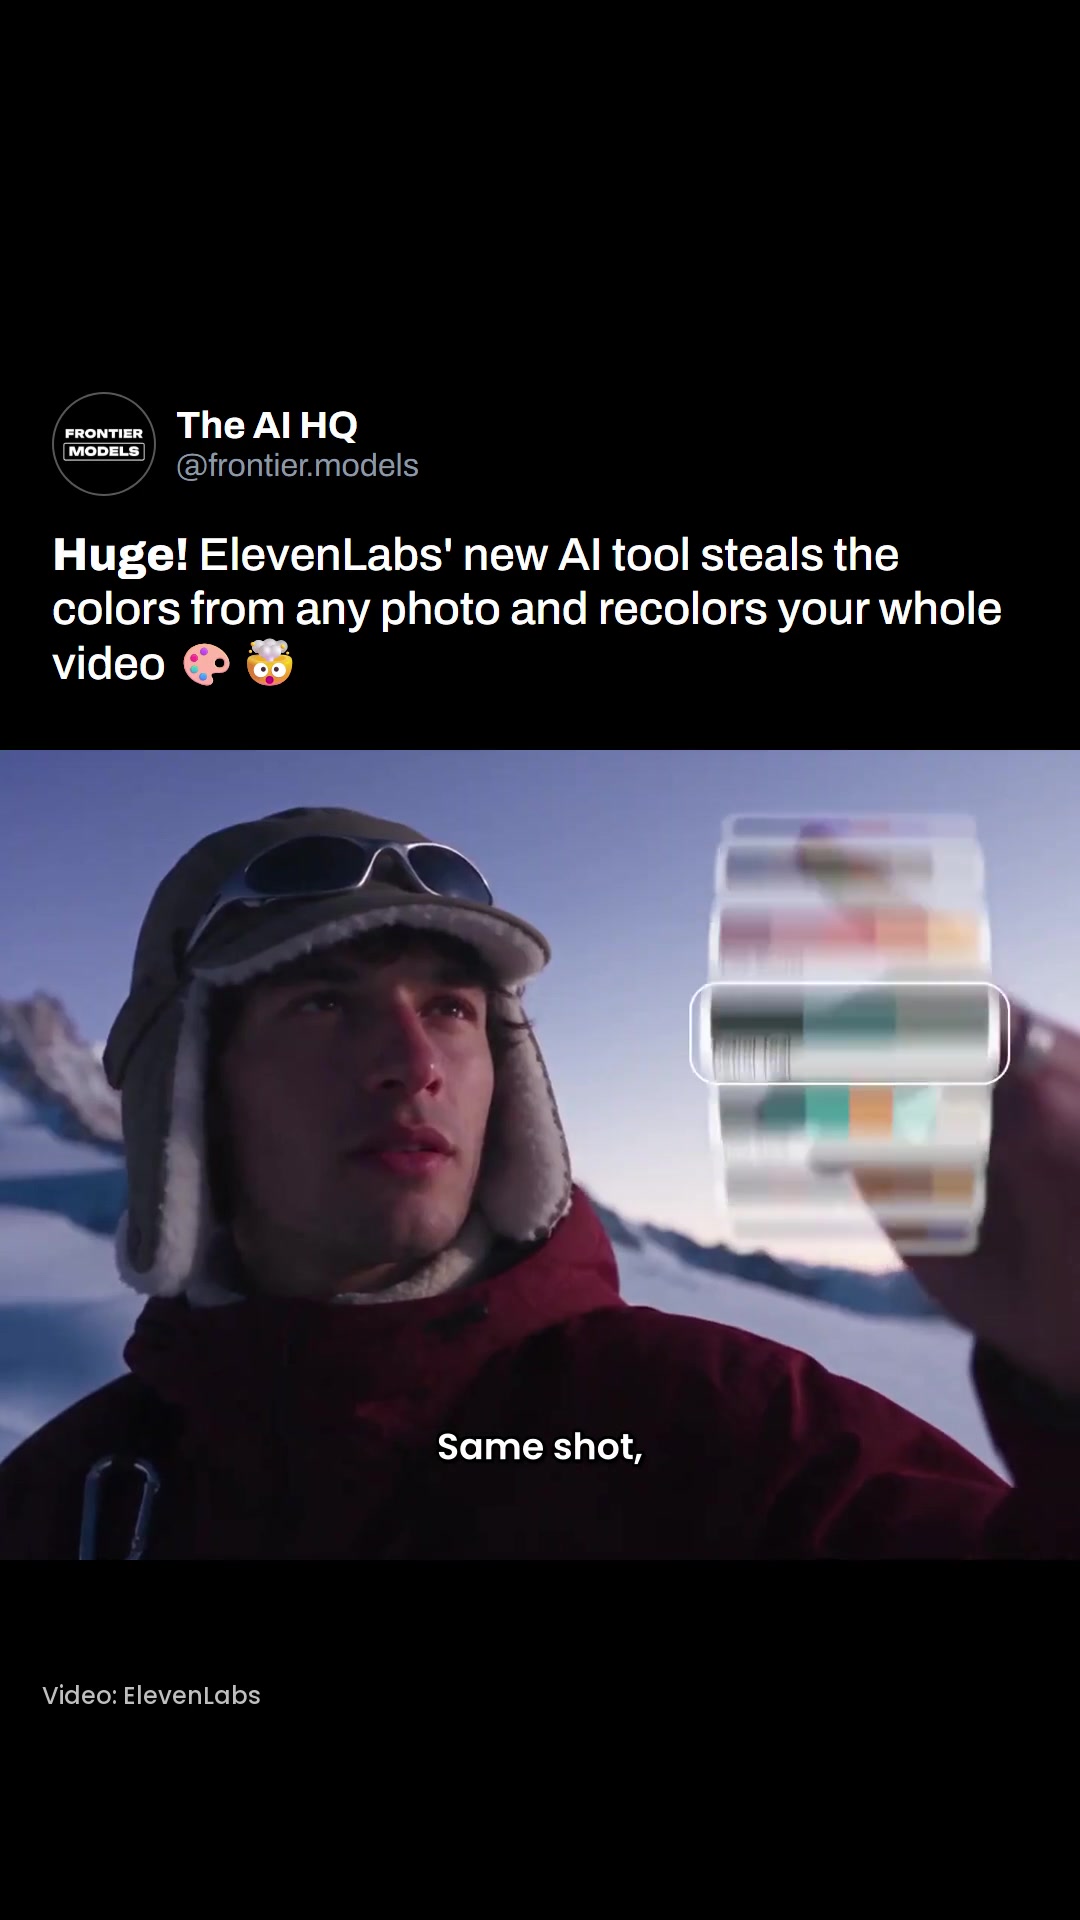 FRONTIER
MODELS
The AI HQ
@frontier.models
Huge! ElevenLabs' new AI tool steals the
colors from any photo and recolors your whole
video 🎨 🤯
Same shot,
Video: ElevenLabs